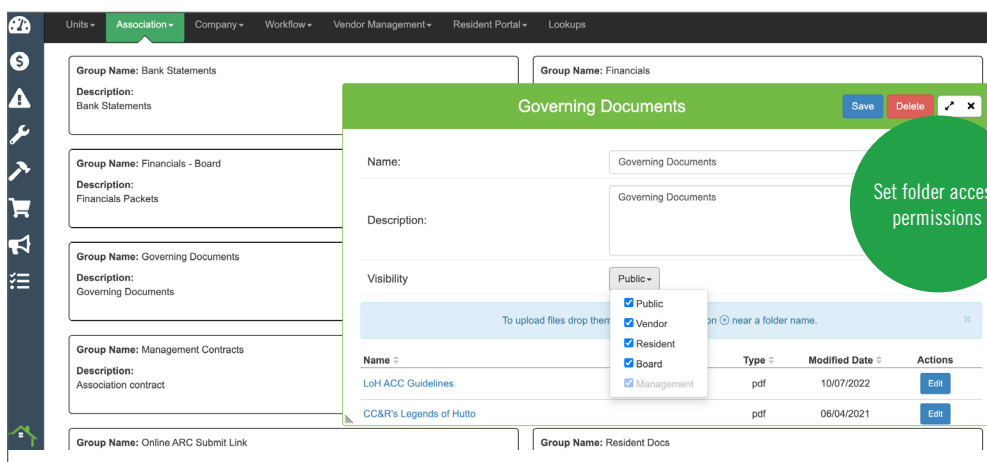 Units Association Company Workflow Vendor Management Resident Portal Lookups
Group Name: Bank Statements
Description:
Bank Statements
Group Name: Financials - Board
Description:
Financials Packets
Group Name: Governing Documents
Description:
Governing Documents
Group Name: Management Contracts
Description:
Association contract
Group Name: Online ARC Submit Link
Group Name: Financials
Governing Documents Save Delete
Name: Governing Documents
Description: Governing Documents
Visibility Public
Public
Vendor
Resident
Board
Management
To upload files drop on near a folder name.
Name Type Modified Date Actions
LoH ACC Guidelines pdf 10/07/2022 Edit
CC&R's Legends of Hutto pdf 06/04/2021 Edit
Set folder
permissions
Group Name: Resident Docs